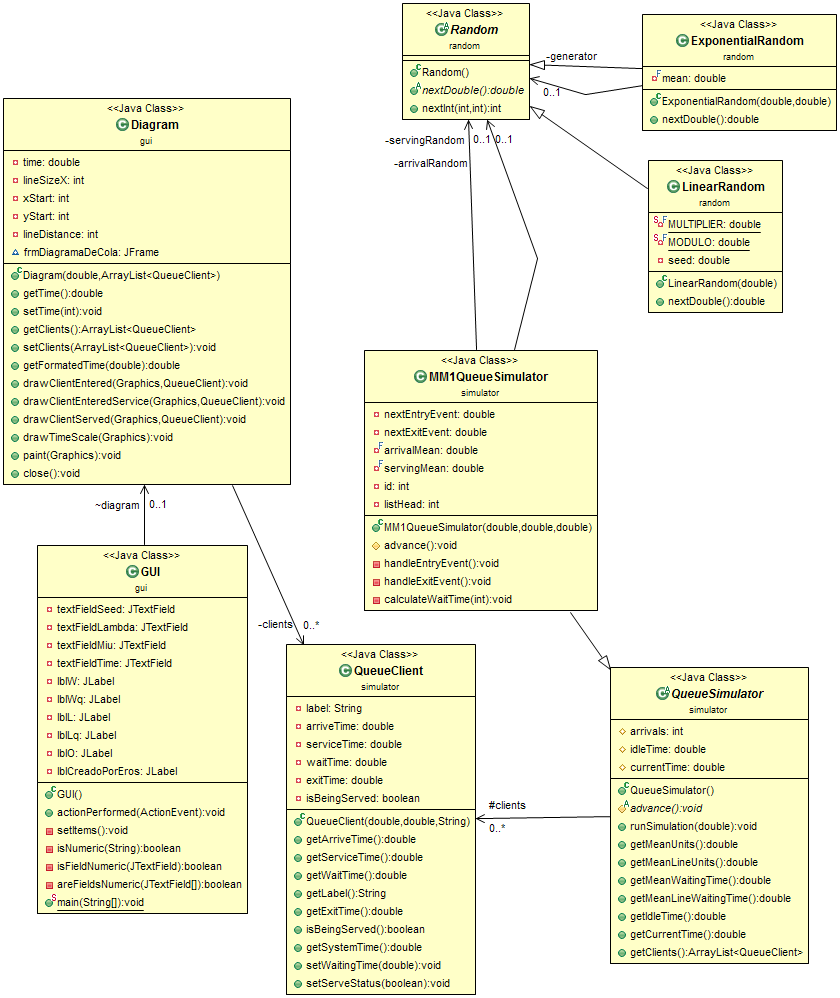 <<Java Class>>
Random
random
Random()
nextDouble():double
nextInt(int,int):int
-generator
0..1
<<Java Class>>
ExponentialRandom
random
mean: double
ExponentialRandom(double,double)
nextDouble():double
<<Java Class>>
LinearRandom
random
MULTIPLIER: double
MODULO: double
seed: double
LinearRandom(double)
nextDouble():double
-servingRandom
0..1
0..1
-arrivalRandom
<<Java Class>>
Diagram
gui
time: double
lineSizeX: int
xStart: int
yStart: int
lineDistance: int
frmDiagramaDeCola: JFrame
Diagram(double,ArrayList<QueueClient>)
getTime():double
setTime(int):void
getClients():ArrayList<QueueClient>
setClients(ArrayList<QueueClient>):void
getFormatedTime(double):double
drawClientEntered(Graphics,QueueClient):void
drawClientEnteredService(Graphics,QueueClient):void
drawClientServed(Graphics,QueueClient):void
drawTimeScale(Graphics):void
paint(Graphics):void
close():void
<<Java Class>>
MM1QueueSimulator
simulator
nextEntryEvent: double
nextExitEvent: double
arrivalMean: double
servingMean: double
id: int
listHead: int
MM1QueueSimulator(double,double,double)
advance():void
handleEntryEvent():void
handleExitEvent():void
calculateWaitTime(int):void
~diagram
0..1
<<Java Class>>
GUI
gui
textFieldSeed: JTextField
textFieldLambda: JTextField
textFieldMiu: JTextField
textFieldTime: JTextField
lblW: JLabel
lblWq: JLabel
lblL: JLabel
lblLq: JLabel
lblO: JLabel
lblCreadoPorEros: JLabel
GUI()
actionPerformed(ActionEvent):void
setItems():void
isNumeric(String):boolean
isFieldNumeric(JTextField):boolean
areFieldsNumeric(JTextField[]):boolean
main(String[]):void
-clients
0..*
<<Java Class>>
QueueClient
simulator
label: String
arriveTime: double
serviceTime: double
waitTime: double
exitTime: double
isBeingServed: boolean
QueueClient(double,double,String)
getArriveTime():double
getServiceTime():double
getWaitTime():double
getLabel():String
getExitTime():double
isBeingServed():boolean
getSystemTime():double
setWaitingTime(double):void
setServeStatus(boolean):void
#clients
0..*
<<Java Class>>
QueueSimulator
simulator
arrivals: int
idleTime: double
currentTime: double
QueueSimulator()
advance():void
runSimulation(double):void
getMeanUnits():double
getMeanLineUnits():double
getMeanWaitingTime():double
getMeanLineWaitingTime():double
getIdleTime():double
getCurrentTime():double
getClients():ArrayList<QueueClient>